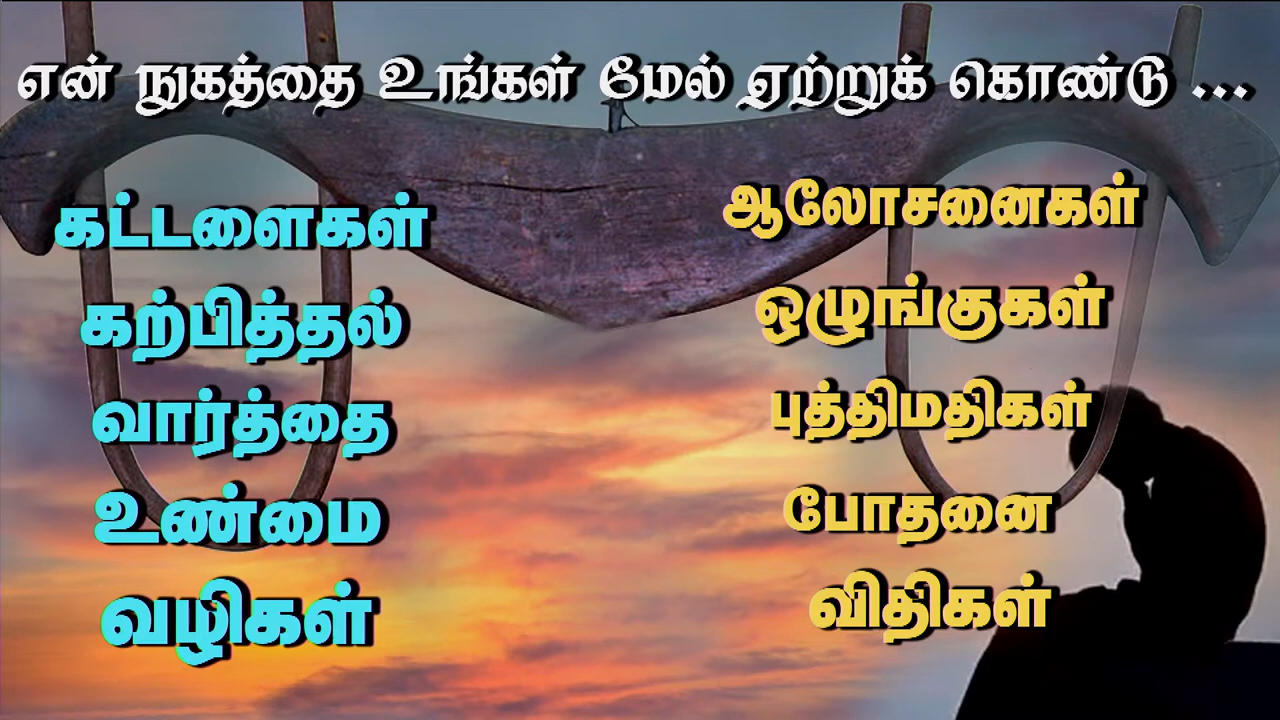 என் நுகத்தை உங்கள் மேல் ஏற்றுக் கொண்டு ...
கட்டளைகள்
கற்பித்தல்
வார்த்தை
உண்மை
வழிகள்
ஆலோசனைகள்
ஒழுங்குகள்
புத்திமதிகள்
போதனை
விதிகள்